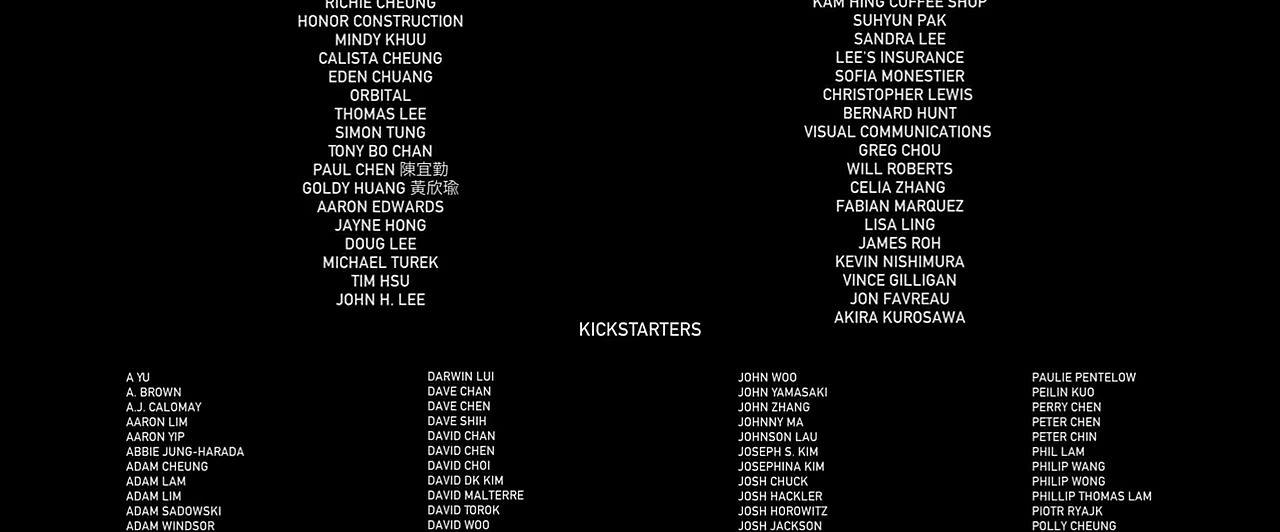 RICHIE CHEUNG
HONOR CONSTRUCTION
MINDY KHUU
CALISTA CHEUNG
EDEN CHUANG
ORBITAL
THOMAS LEE
SIMON TUNG
TONY BO CHAN
PAUL CHEN 陳宜勤
GOLDY HUANG 黃欣瑜
AARON EDWARDS
JAYNE HONG
DOUG LEE
MICHAEL TUREK
TIM HSU
JOHN H. LEE
KAM HING COFFEE SHOP
SUHYUN PAK
SANDRA LEE
LEE'S INSURANCE
SOFIA MONESTIER
CHRISTOPHER LEWIS
BERNARD HUNT
VISUAL COMMUNICATIONS
GREG CHOU
WILL ROBERTS
CELIA ZHANG
FABIAN MARQUEZ
LISA LING
JAMES ROH
KEVIN NISHIMURA
VINCE GILLIGAN
JON FAVREAU
AKIRA KUROSAWA
KICKSTARTERS
A YU
A. BROWN
A.J. CALOMAY
AARON LIM
AARON YIP
ABBIE JUNG-HARADA
ADAM CHEUNG
ADAM LAM
ADAM LIM
ADAM SADOWSKI
ADAM WINDSOR
DARWIN LUI
DAVE CHAN
DAVE CHEN
DAVE SHIH
DAVID CHAN
DAVID CHEN
DAVID CHOI
DAVID DK KIM
DAVID MALTERRE
DAVID TOROK
DAVID WOO
JOHN WOO
JOHN YAMASAKI
JOHN ZHANG
JOHNNY MA
JOHNSON LAU
JOSEPH S. KIM
JOSEPHINA KIM
JOSH CHUCK
JOSH HACKLER
JOSH HOROWITZ
JOSH JACKSON
PAULIE PENTELOW
PEILIN KUO
PERRY CHEN
PETER CHEN
PETER CHIN
PHIL LAM
PHILIP WANG
PHILIP WONG
PHILLIP THOMAS LAM
PIOTR RYAJK
POLLY CHEUNG